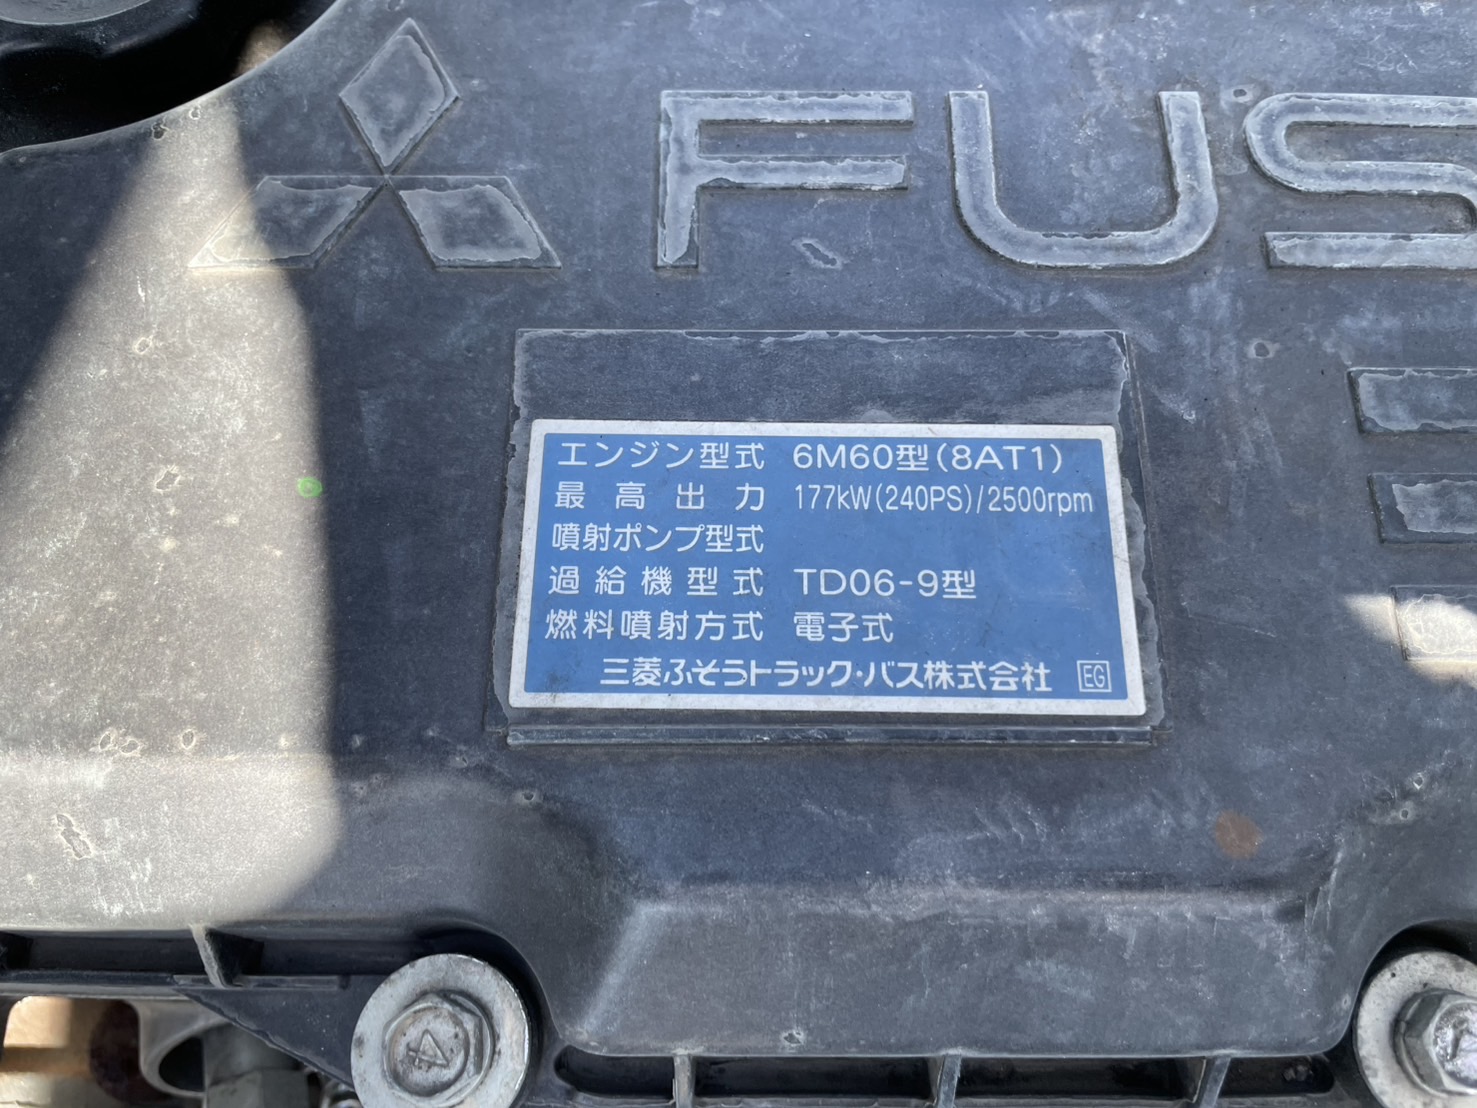 FUS
エンジン型式 6M60型(8AT1)
最高出力 177kW(240PS)/2500rpm
噴射ポンプ型式
過給機型式 TD06-9型
燃料噴射方式 電子式
三菱ふそうトラック・バス株式会社 EG